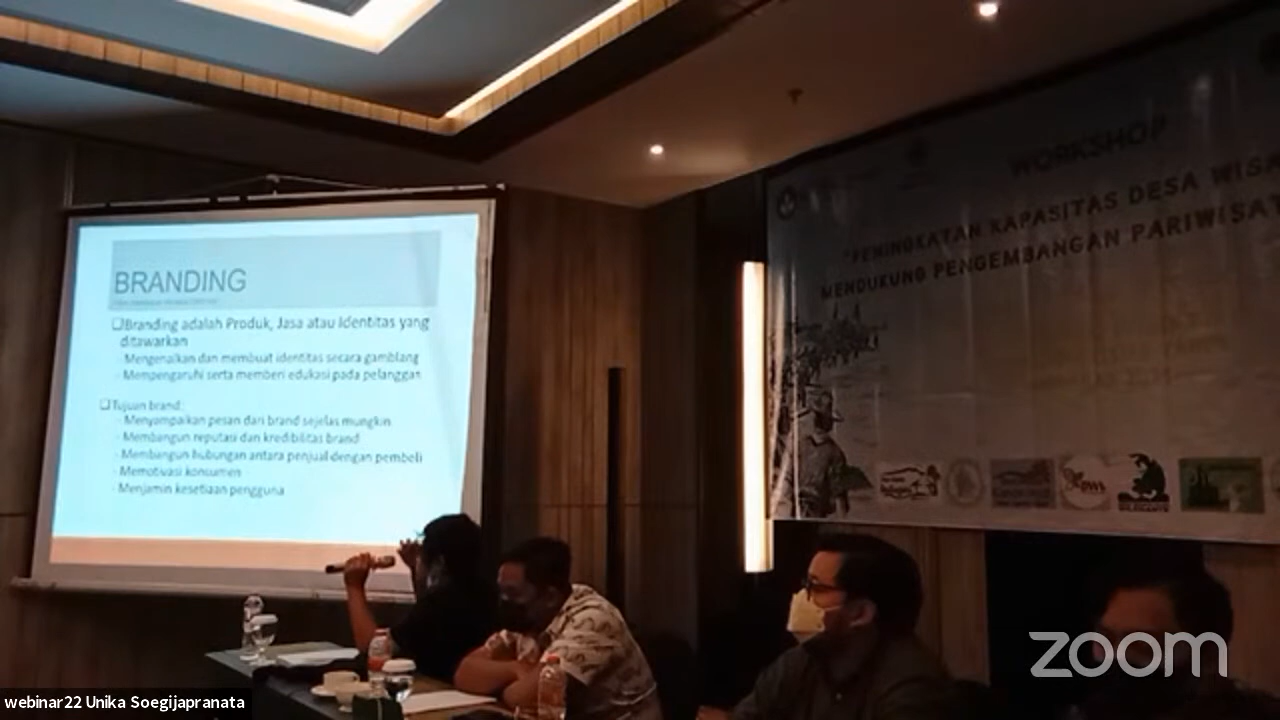 WORKSHOP
"PENINGKATAN KAPASITAS DESA
MENDUKUNG PENGEMBANGAN
BRANDING
❑Branding adalah Produk, Jasa atau Identitas yang
ditawarkan
- Mengenalkan dan membuat identitas secara gamblang
- Mempengaruhi serta memberi edukasi pada pelanggan
❑Tujuan brand:
- Menyampaikan pesan dari brand sejelas mungkin
- Membangun reputasi dan kredibilitas brand
- Membangun hubungan antara penjual dengan pembeli
- Memotivasi konsumen
- Menjamin kesetiaan pengguna
zoom
webinar22 Unika Soegijapranata